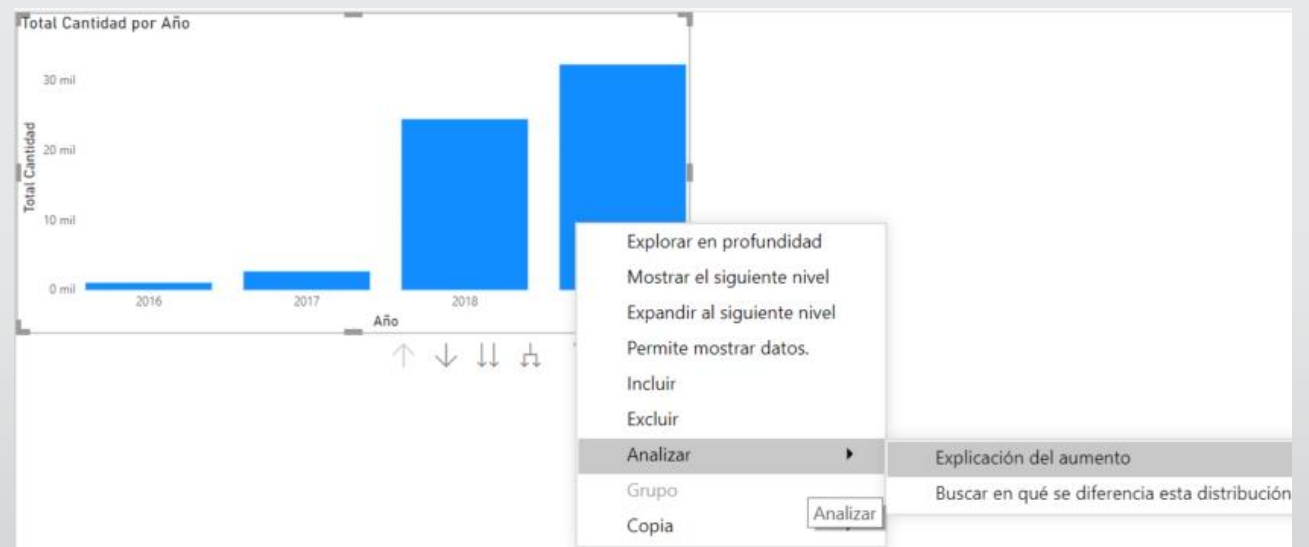 Total Cantidad por Año
30 mil
20 mil
10 mil
0 mil
Total Cantidad
2016
2017
2018
Año
Explorar en profundidad
Mostrar el siguiente nivel
Expandir al siguiente nivel
Permite mostrar datos.
Incluir
Excluir
Analizar
Explicación del aumento
Buscar en qué se diferencia esta distribución
Grupo
Analizar
Copia